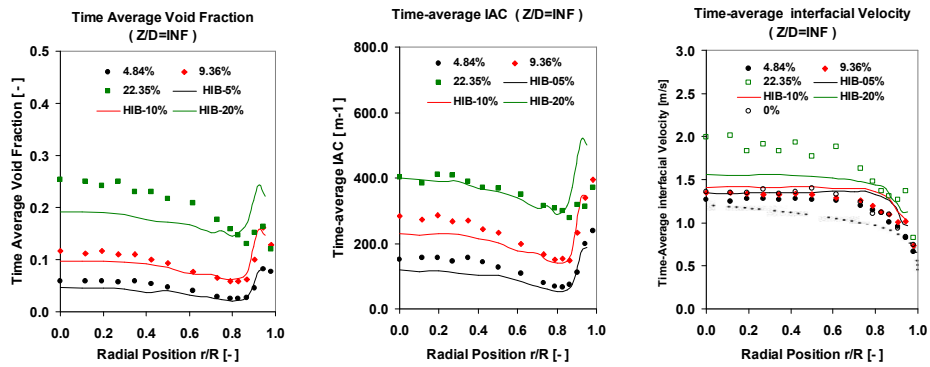 Time Average Void Fraction
( Z/D=INF )
0.5
0.4
0.3
0.2
0.1
0.0
Time Average Void Fraction [ - ]
4.84%
9.36%
22.35%
HIB-5%
HIB-10%
HIB-20%
0.0 0.2 0.4 0.6 0.8 1.0
Radial Position r/R [ - ]
Time-average IAC ( Z/D=INF )
800.0
600.0
400.0
200.0
0.0
Time-average IAC [ m-1 ]
4.84%
9.36%
22.35%
HIB-05%
HIB-10%
HIB-20%
0.0 0.2 0.4 0.6 0.8 1.0
Radial Position r/R [ - ]
Time-average interfacial Velocity
( Z/D=INF )
3.0
2.5
2.0
1.5
1.0
0.5
0.0
Time-Average interfacial Velocity [m/s]
4.84%
9.36%
22.35%
HIB-05%
HIB-10%
HIB-20%
0%
0.0 0.2 0.4 0.6 0.8 1.0
Radial Position r/R [ - ]